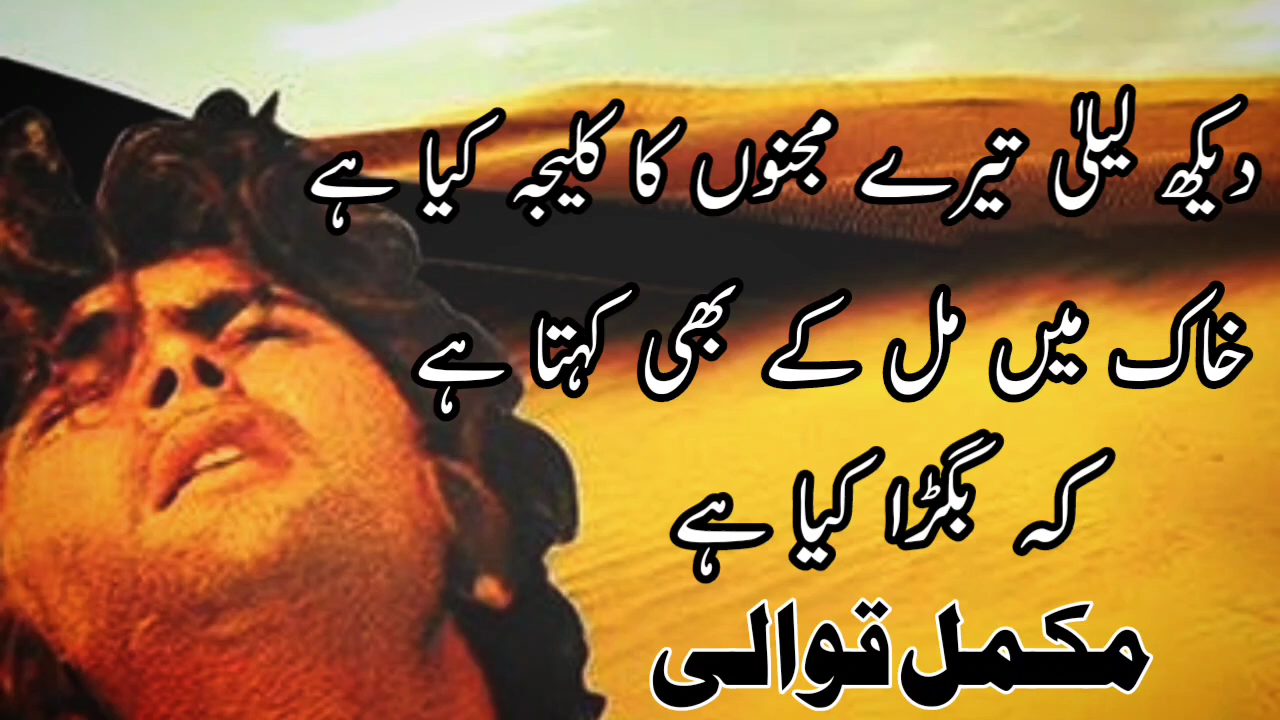 دیکھ لیلٰی تیرے مجنوں کا کلیجہ کیا ہے
خاک میں مل کے بھی کہتا ہے
کہ بگڑا کیا ہے
مکمل قوالی